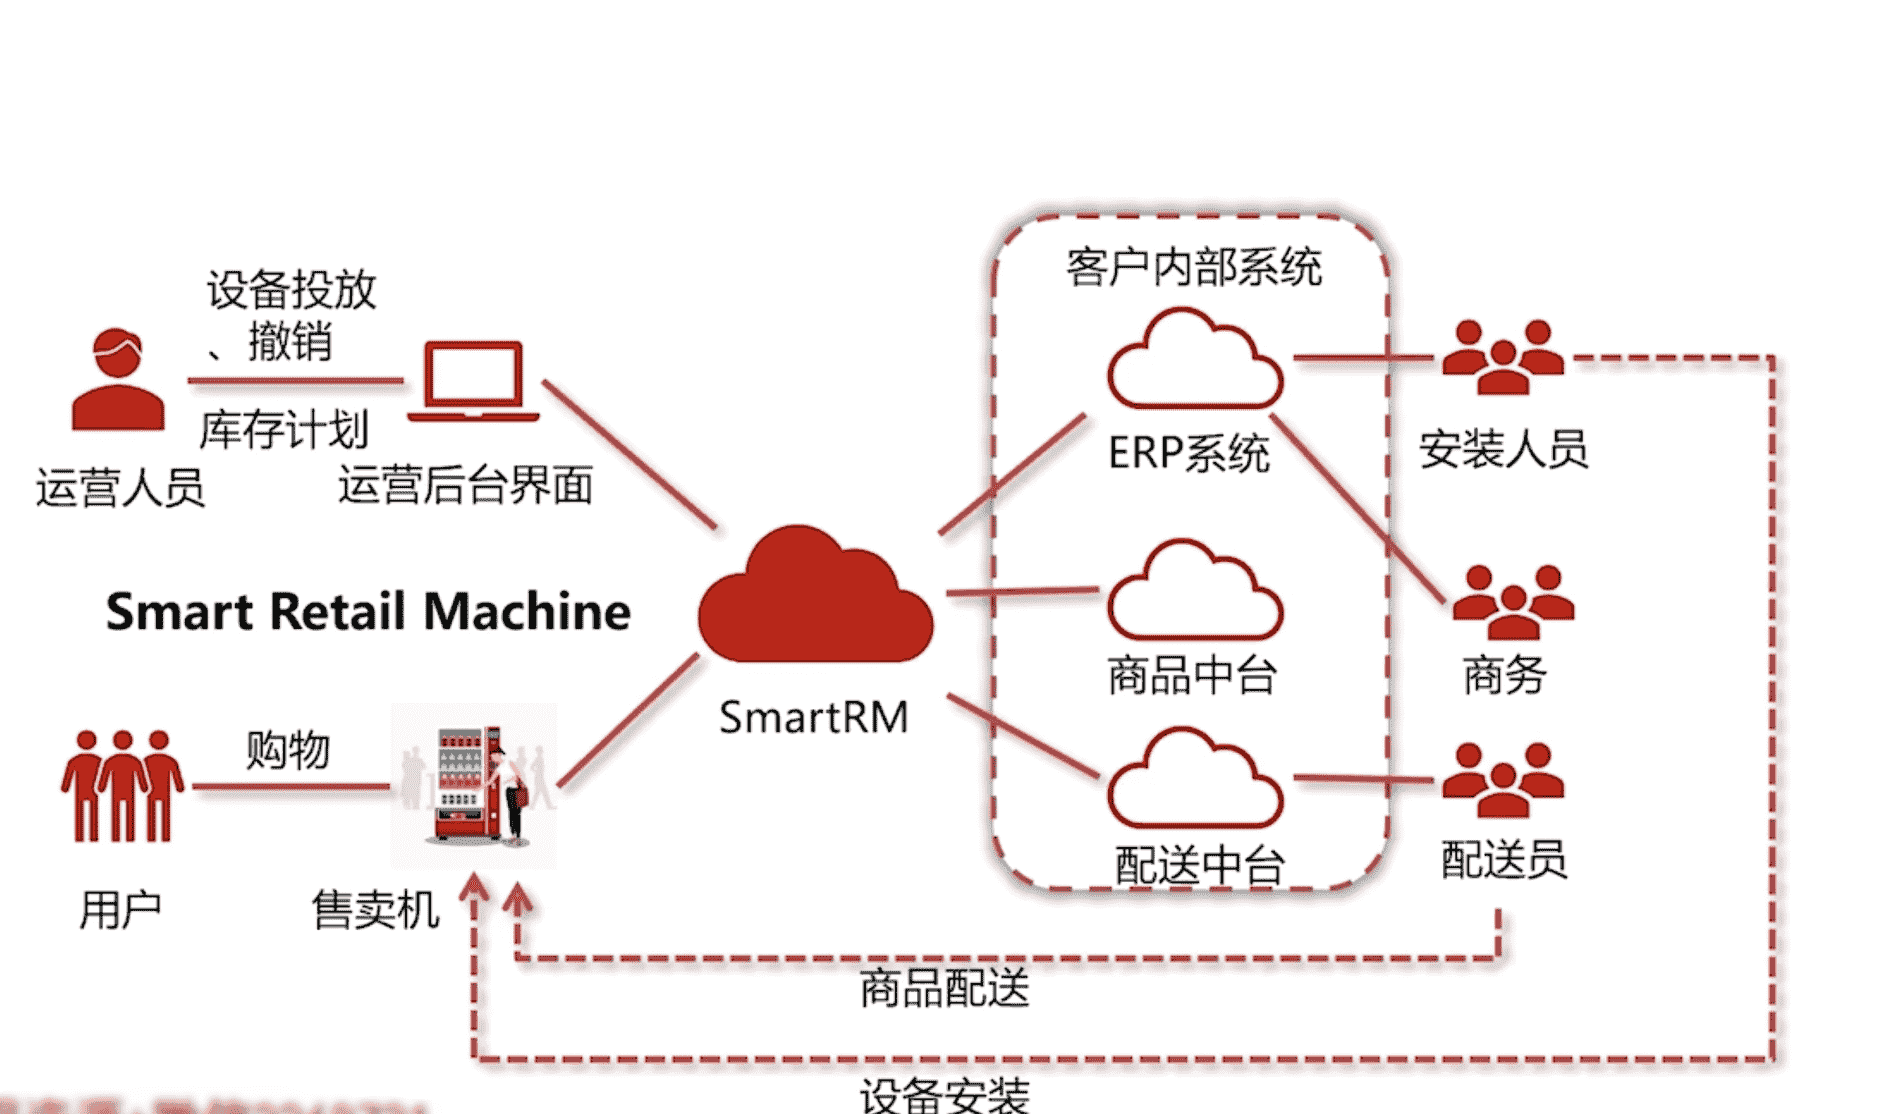 客户内部系统
设备投放
、撤销
库存计划
运营人员
运营后台界面
ERP系统
安装人员
Smart Retail Machine
SmartRM
商品中台
商务
购物
用户
售卖机
配送中台
配送员
商品配送
设备安装